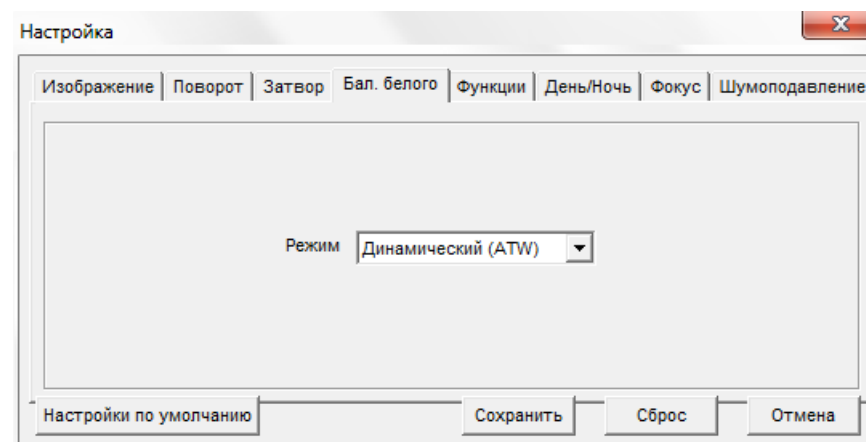 Настройка
Изображение Поворот Затвор Бал. белого Функции День/Ночь Фокус Шумоподавление
Режим Динамический (ATW)
Настройки по умолчанию Сохранить Сброс Отмена